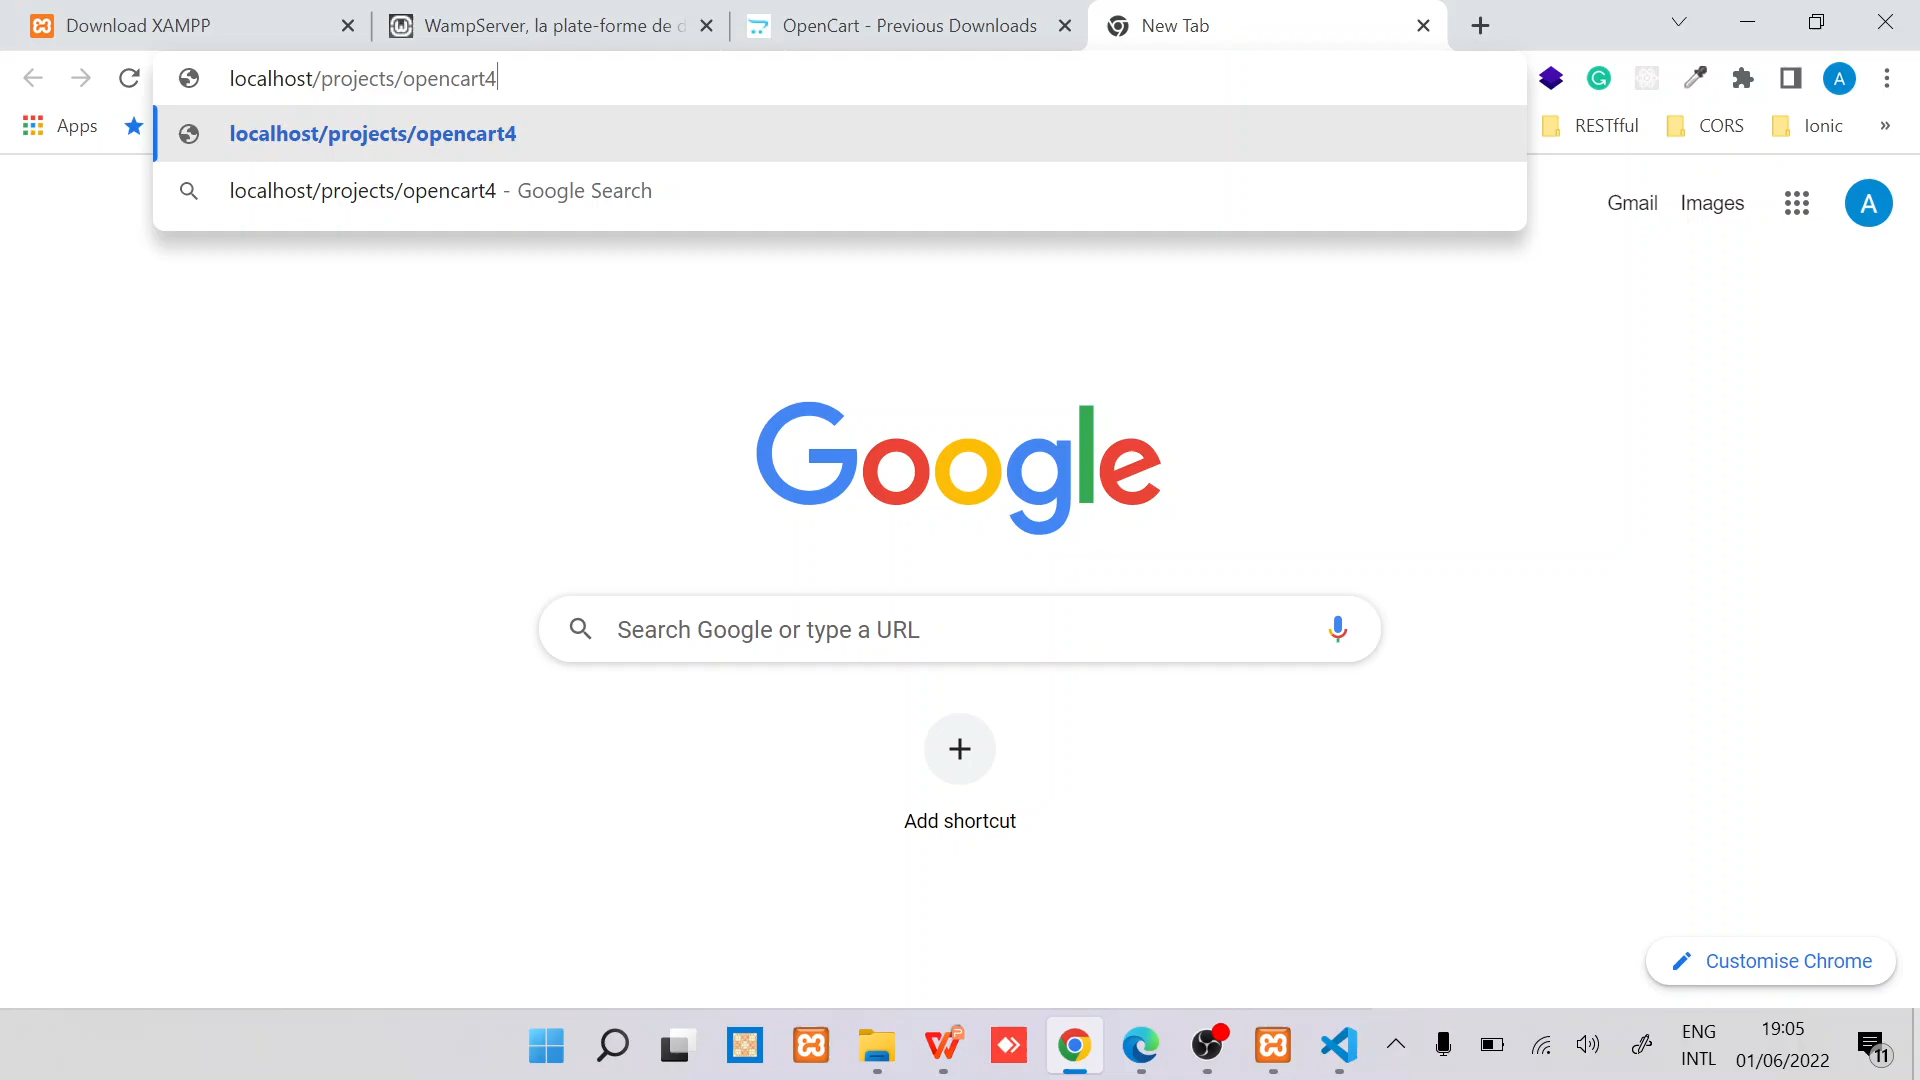 Download XAMPP
WampServer, la plate-forme de d
OpenCart - Previous Downloads
New Tab
localhost/projects/opencart4
A
Apps
localhost/projects/opencart4
RESTfful
CORS
Ionic
»
localhost/projects/opencart4 - Google Search
Gmail
Images
A
Google
Search Google or type a URL
Add shortcut
Customise Chrome
ENG
INTL
19:05
01/06/2022
11